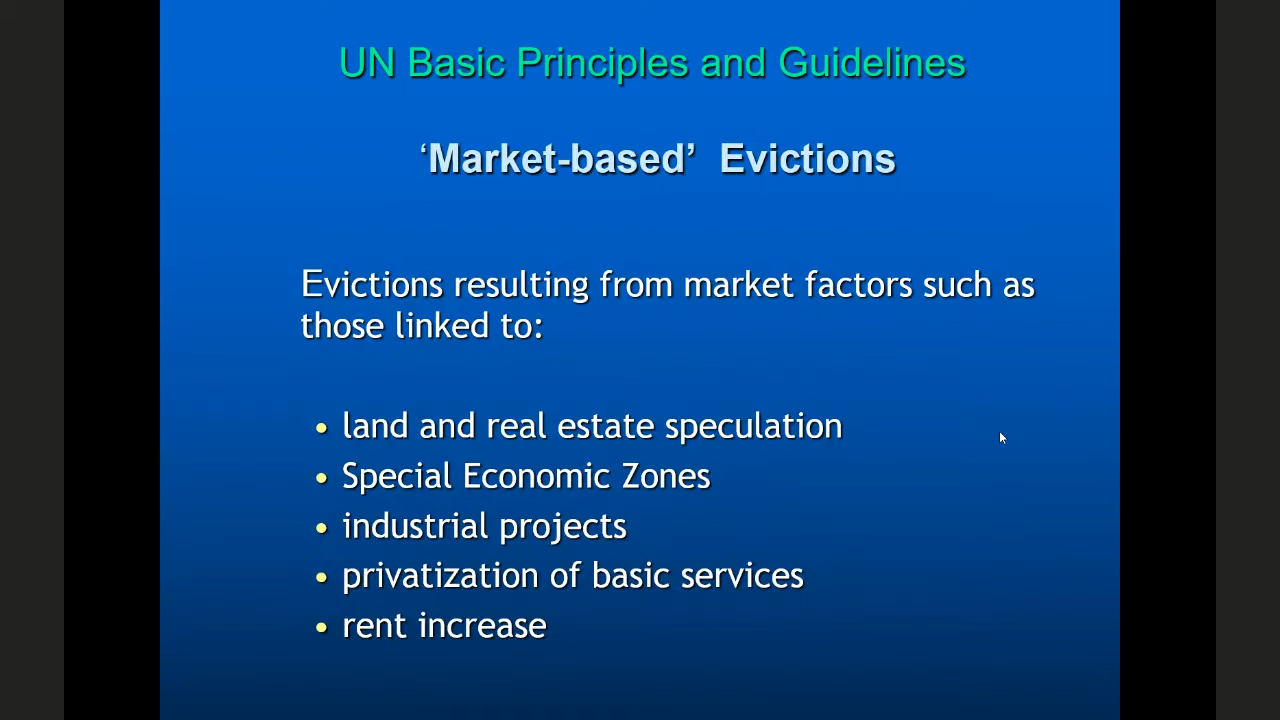 UN Basic Principles and Guidelines
‘Market-based’ Evictions
Evictions resulting from market factors such as
those linked to:
• land and real estate speculation
• Special Economic Zones
• industrial projects
• privatization of basic services
• rent increase